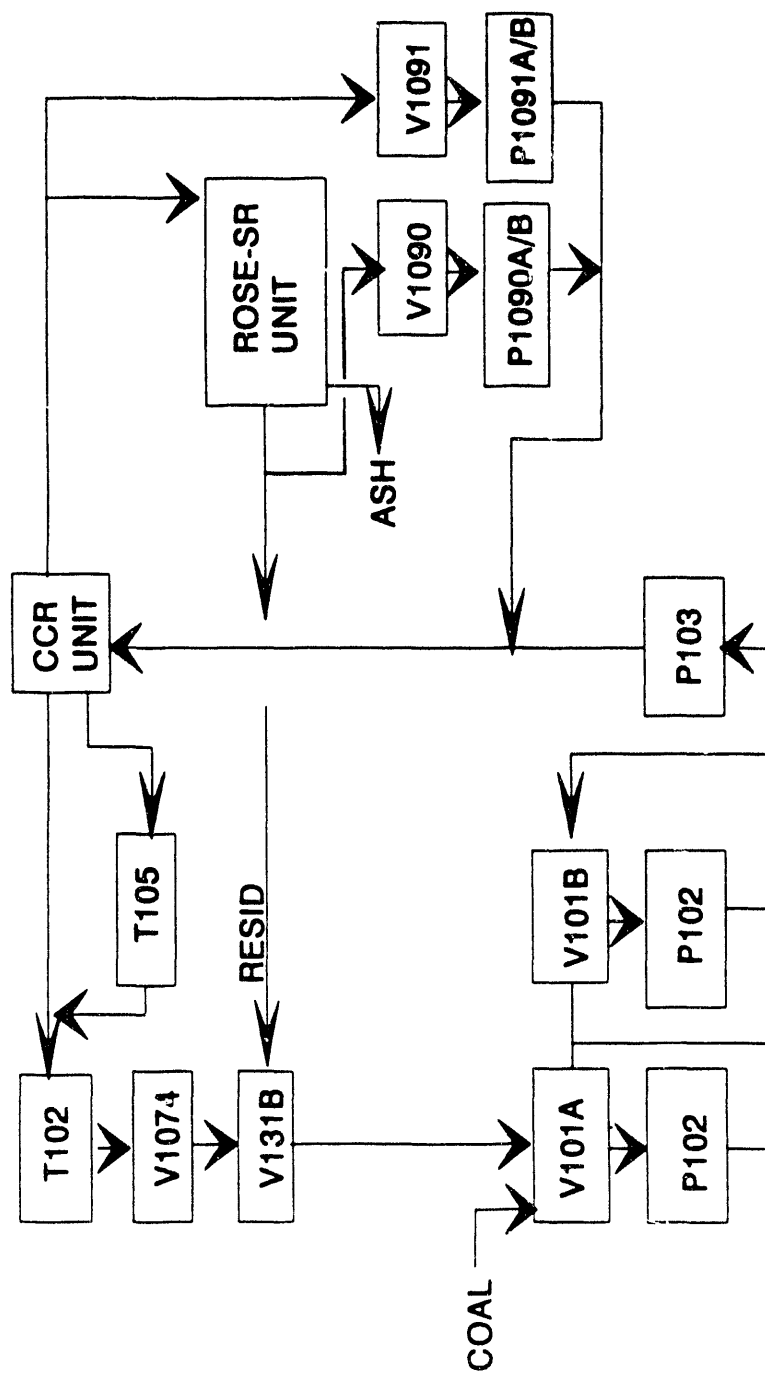 T102
V1074
V131B
COAL
V101A
P102
T105
RESID
V101B
P102
CCR
UNIT
P103
ROSE-SR
UNIT
ASH
V1090
P1090A/B
V1091
P1091A/B